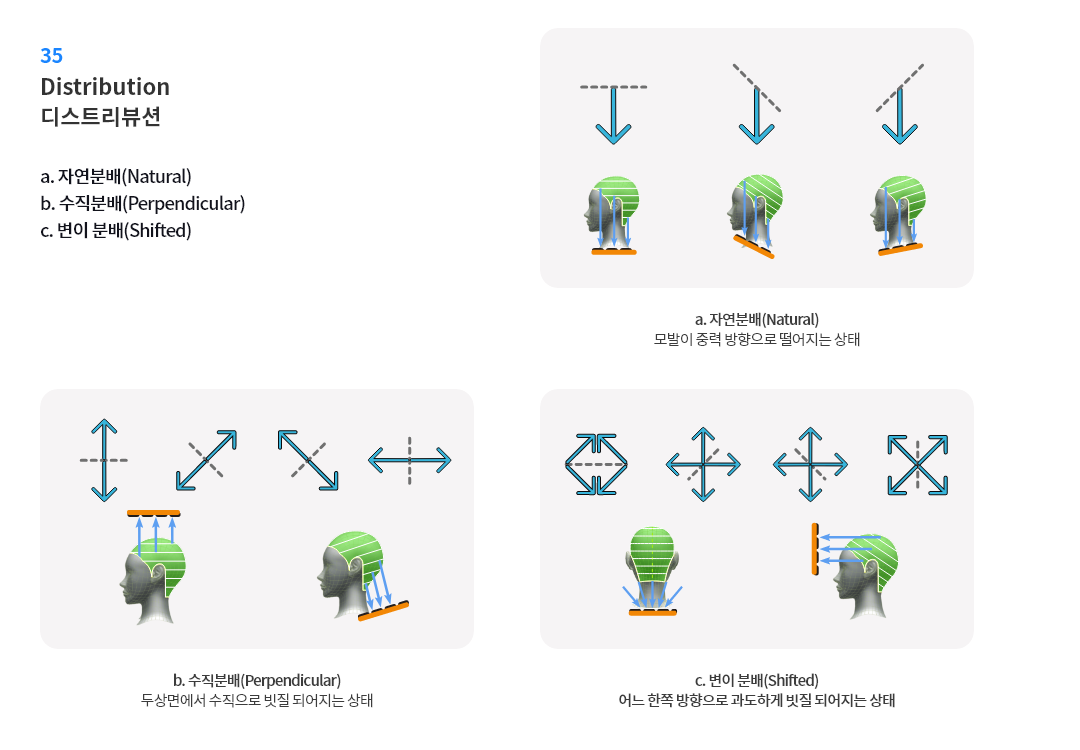 35
Distribution
디스트리뷰션
a. 자연분배(Natural)
b. 수직분배(Perpendicular)
c. 변이 분배(Shifted)
a. 자연분배(Natural)
모발이 중력 방향으로 떨어지는 상태
b. 수직분배(Perpendicular)
두상면에서 수직으로 빗질 되어지는 상태
c. 변이 분배(Shifted)
어느 한쪽 방향으로 과도하게 빗질 되어지는 상태